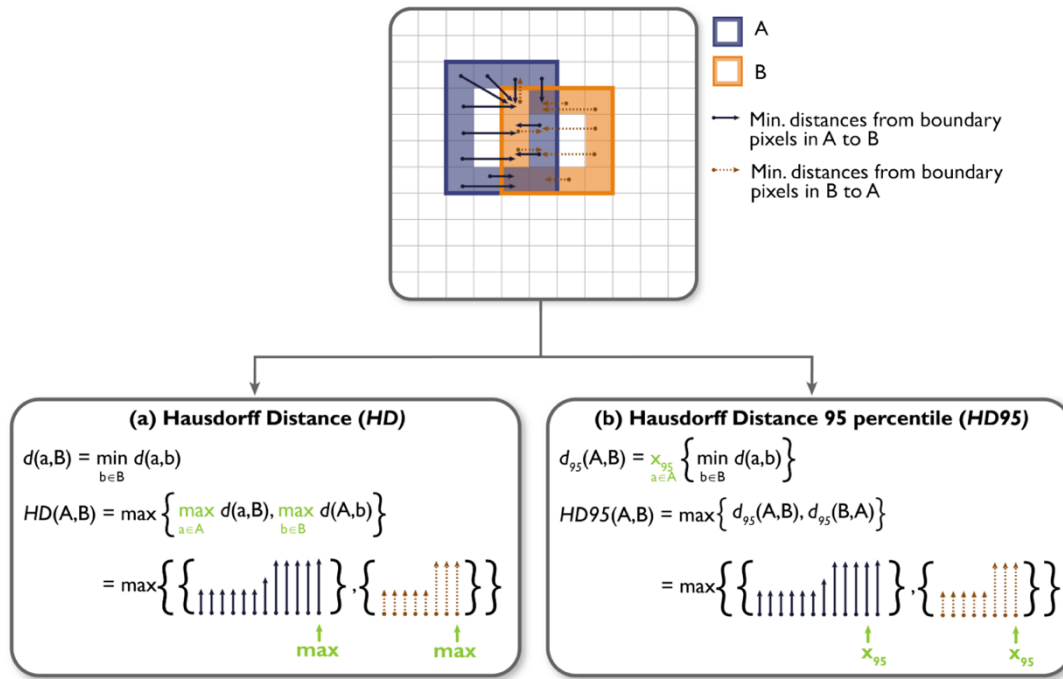 A
B
Min. distances from boundary
pixels in A to B
Min. distances from boundary
pixels in B to A
(a) Hausdorff Distance (HD)
d(a,B) = min d(a,b)
b∈B
HD(A,B) = max{ max d(a,B), max d(A,b)}
a∈A b∈B
= max{{ },{ }}
max max
(b) Hausdorff Distance 95 percentile (HD95)
d₉₅(A,B) = x₉₅ { min d(a,b)}
a∈A b∈B
HD95(A,B) = max{ d₉₅(A,B), d₉₅(B,A)}
= max{{ },{ }}
x₉₅ x₉₅